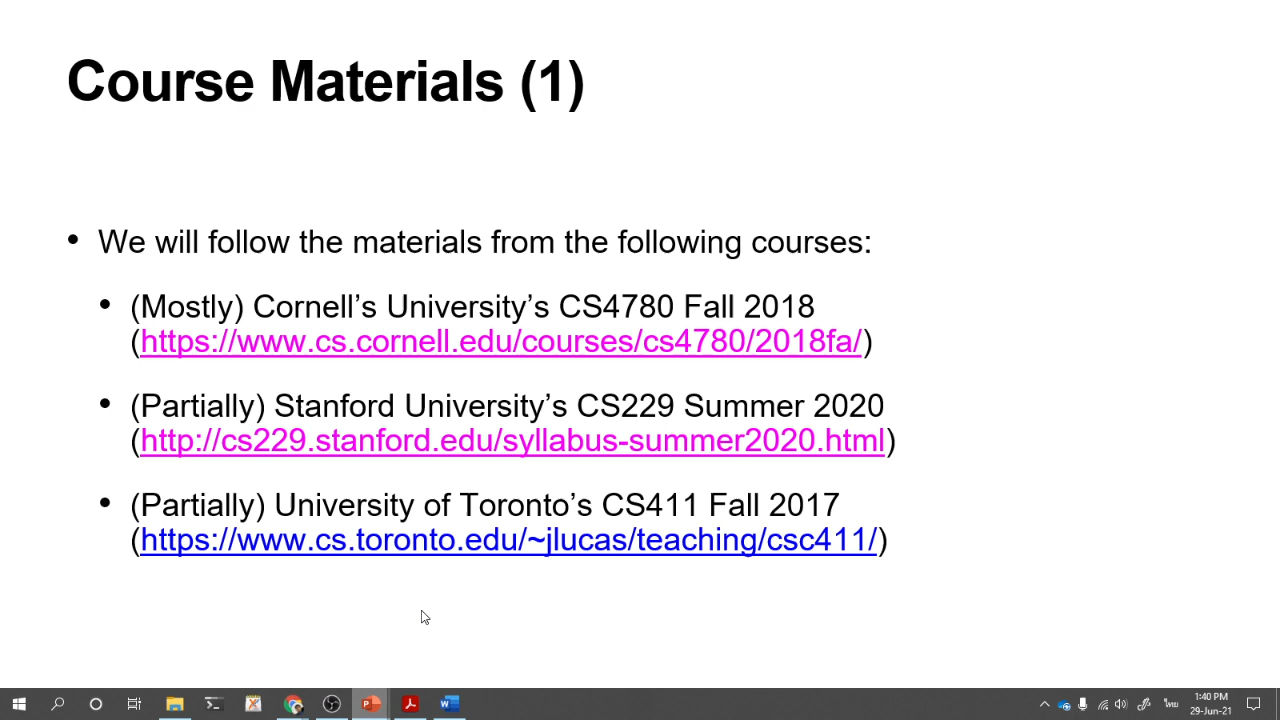 Course Materials (1)
• We will follow the materials from the following courses:
• (Mostly) Cornell’s University’s CS4780 Fall 2018
(https://www.cs.cornell.edu/courses/cs4780/2018fa/)
• (Partially) Stanford University’s CS229 Summer 2020
(http://cs229.stanford.edu/syllabus-summer2020.html)
• (Partially) University of Toronto’s CS411 Fall 2017
(https://www.cs.toronto.edu/~jlucas/teaching/csc411/)
ไทย
1:40 PM
29-Jun-21